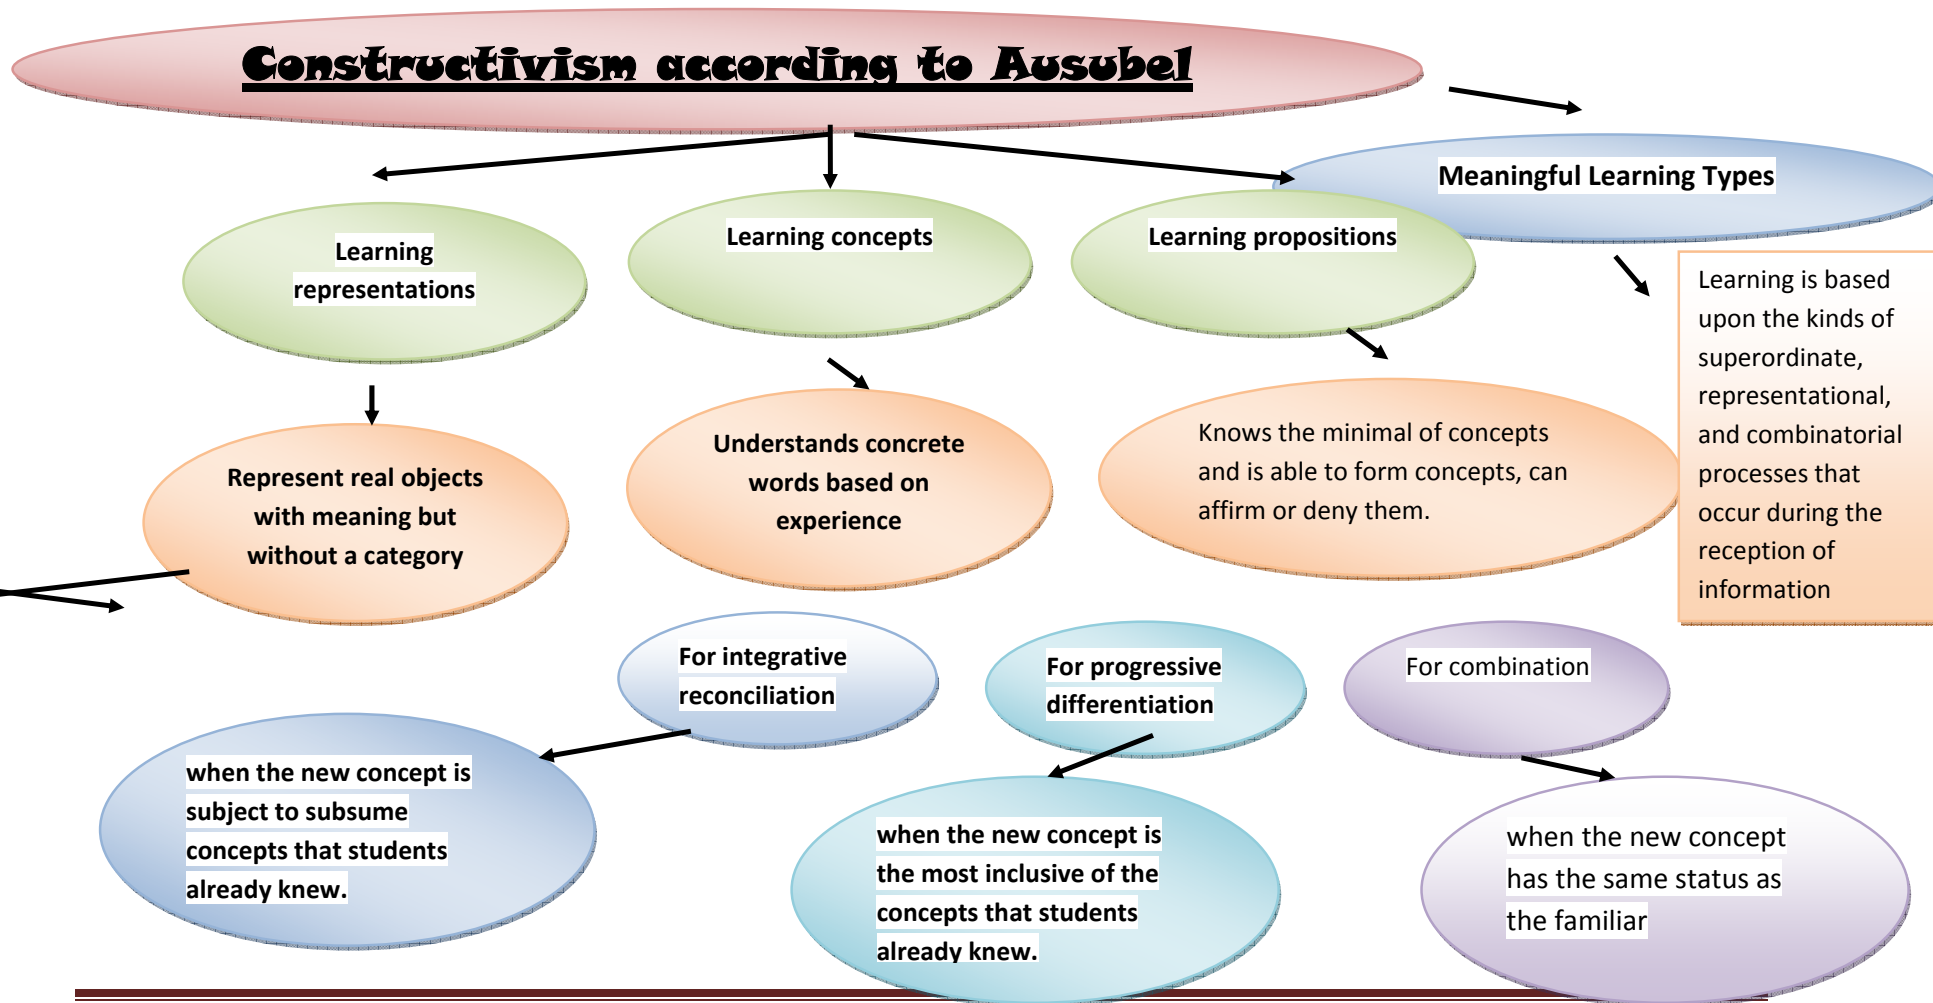 Constructivism according to Ausubel
Meaningful Learning Types
Learning
representations
Learning concepts
Learning propositions
Learning is based
upon the kinds of
superordinate,
representational,
and combinatorial
processes that
occur during the
reception of
information
Represent real objects
with meaning but
without a category
Understands concrete
words based on
experience
Knows the minimal of concepts
and is able to form concepts, can
affirm or deny them.
For integrative
reconciliation
For progressive
differentiation
For combination
when the new concept is
subject to subsume
concepts that students
already knew.
when the new concept is
the most inclusive of the
concepts that students
already knew.
when the new concept
has the same status as
the familiar